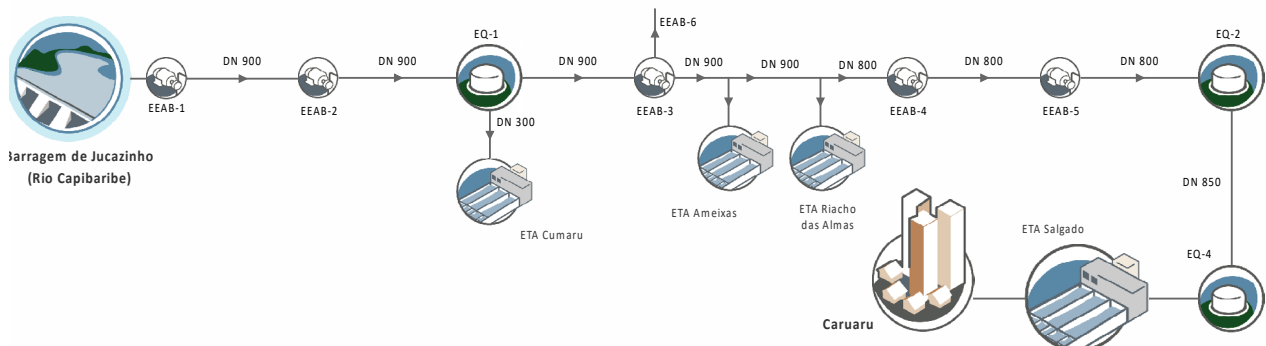 EEAB-6
EQ-1
EQ-2
DN 900
DN 900
DN 900
DN 900
DN 900
DN 800
DN 800
DN 800
EEAB-1
EEAB-2
EEAB-3
EEAB-4
EEAB-5
DN 300
Barragem de Jucazinho
(Rio Capibaribe)
DN 850
ETA Cumaru
ETA Ameixas
ETA Riacho
das Almas
ETA Salgado
EQ-4
Caruaru